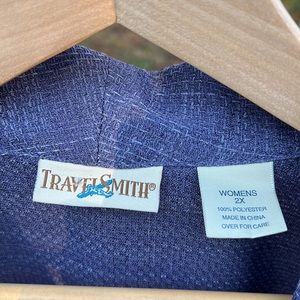 TRAVELSMITH®
WOMENS
2X
100% POLYESTER
MADE IN CHINA
OVER FOR CARE